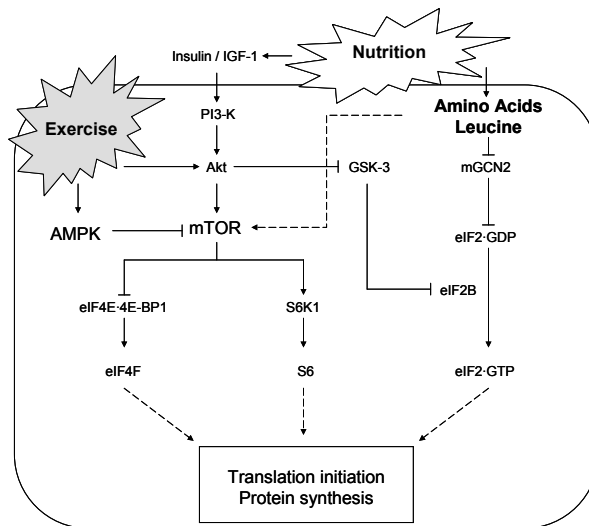 Nutrition
Insulin / IGF-1
Exercise
PI3-K
Amino Acids
Leucine
Akt
GSK-3
mGCN2
AMPK
mTOR
eIF2·GDP
eIF4E·4E-BP1
S6K1
eIF2B
eIF4F
S6
eIF2·GTP
Translation initiation
Protein synthesis